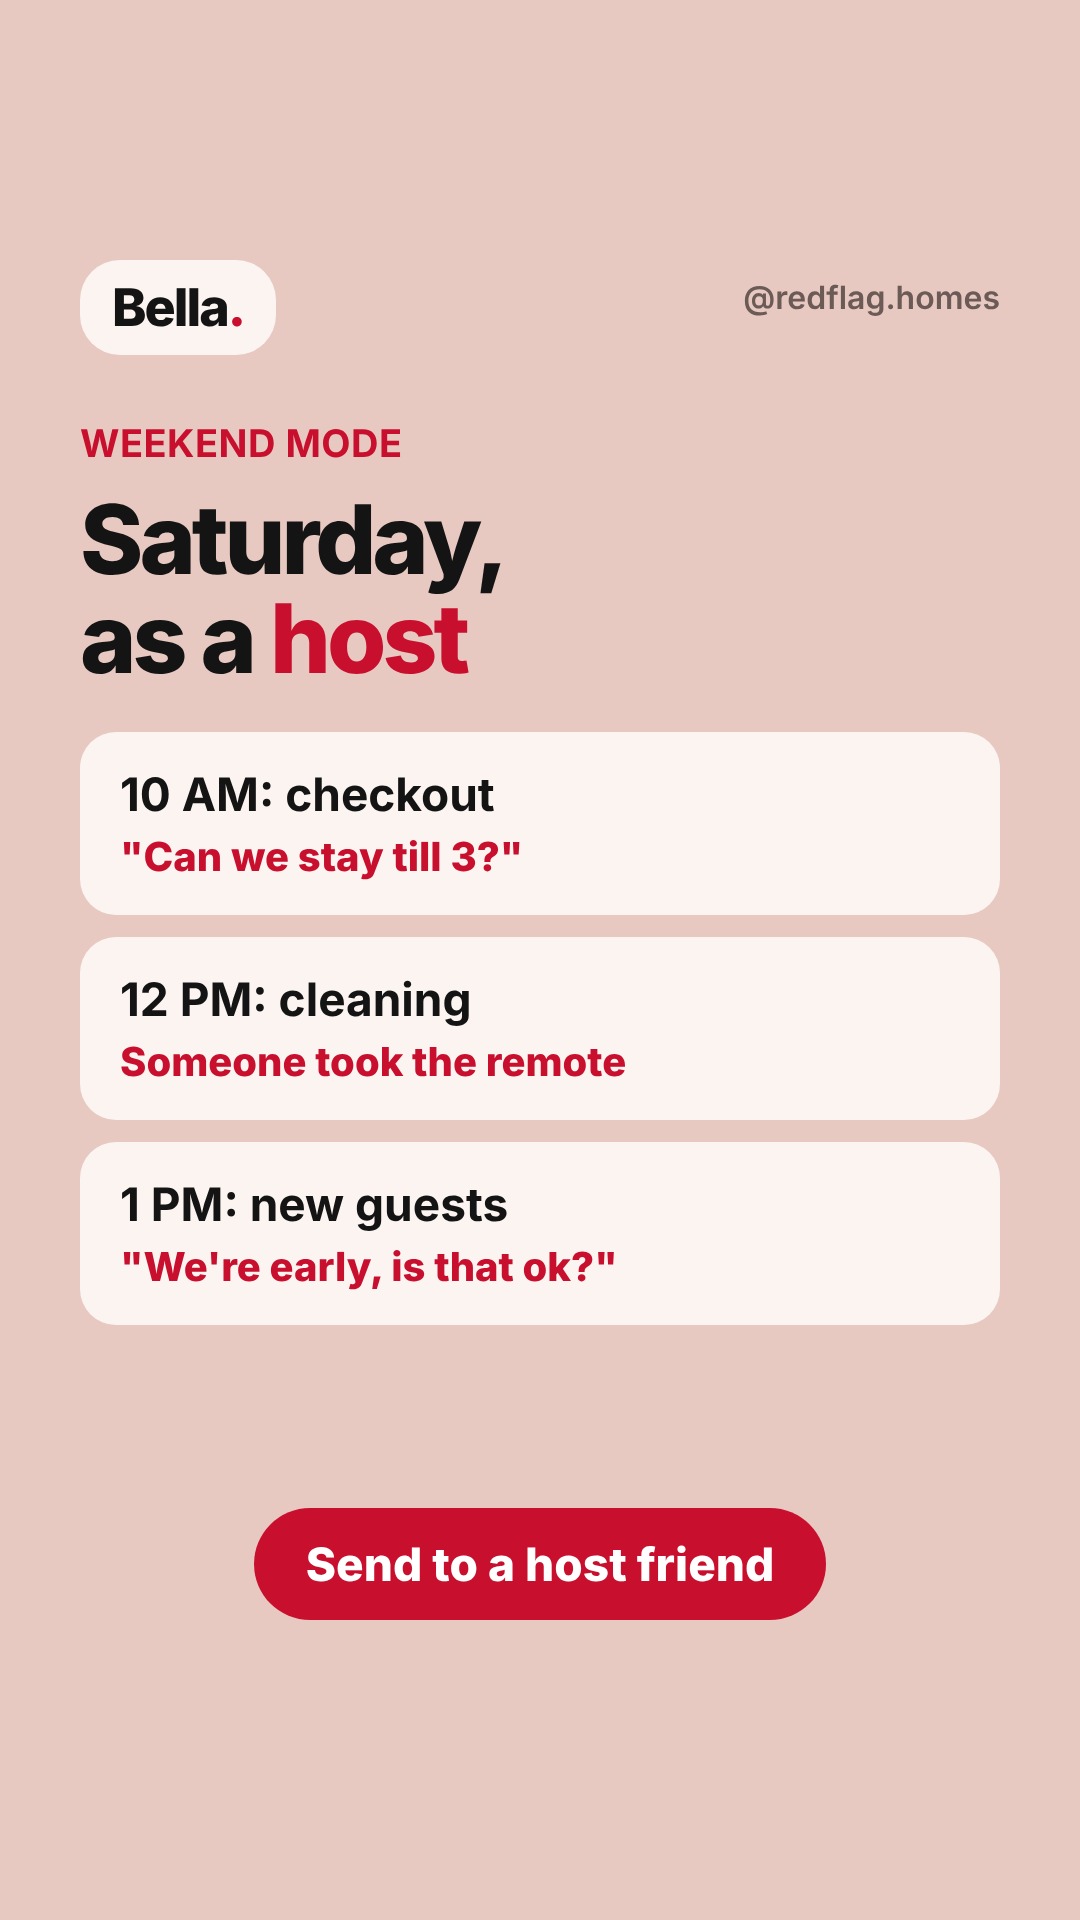 Bella.
@redflag.homes
WEEKEND MODE
Saturday,
as a host
10 AM: checkout
"Can we stay till 3?"
12 PM: cleaning
Someone took the remote
1 PM: new guests
"We're early, is that ok?"
Send to a host friend